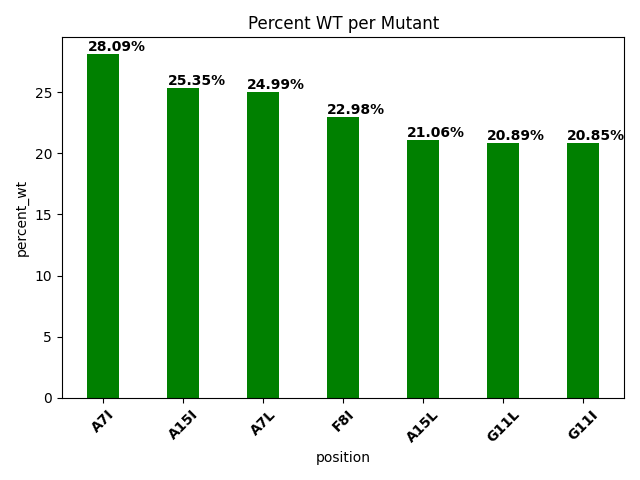 Percent WT per Mutant
28.09%
25.35%
24.99%
22.98%
21.06%
20.89%
20.85%
percent_wt
25
20
15
10
5
0
A7I
A15I
A7L
F8I
A15L
G11L
G11I
position